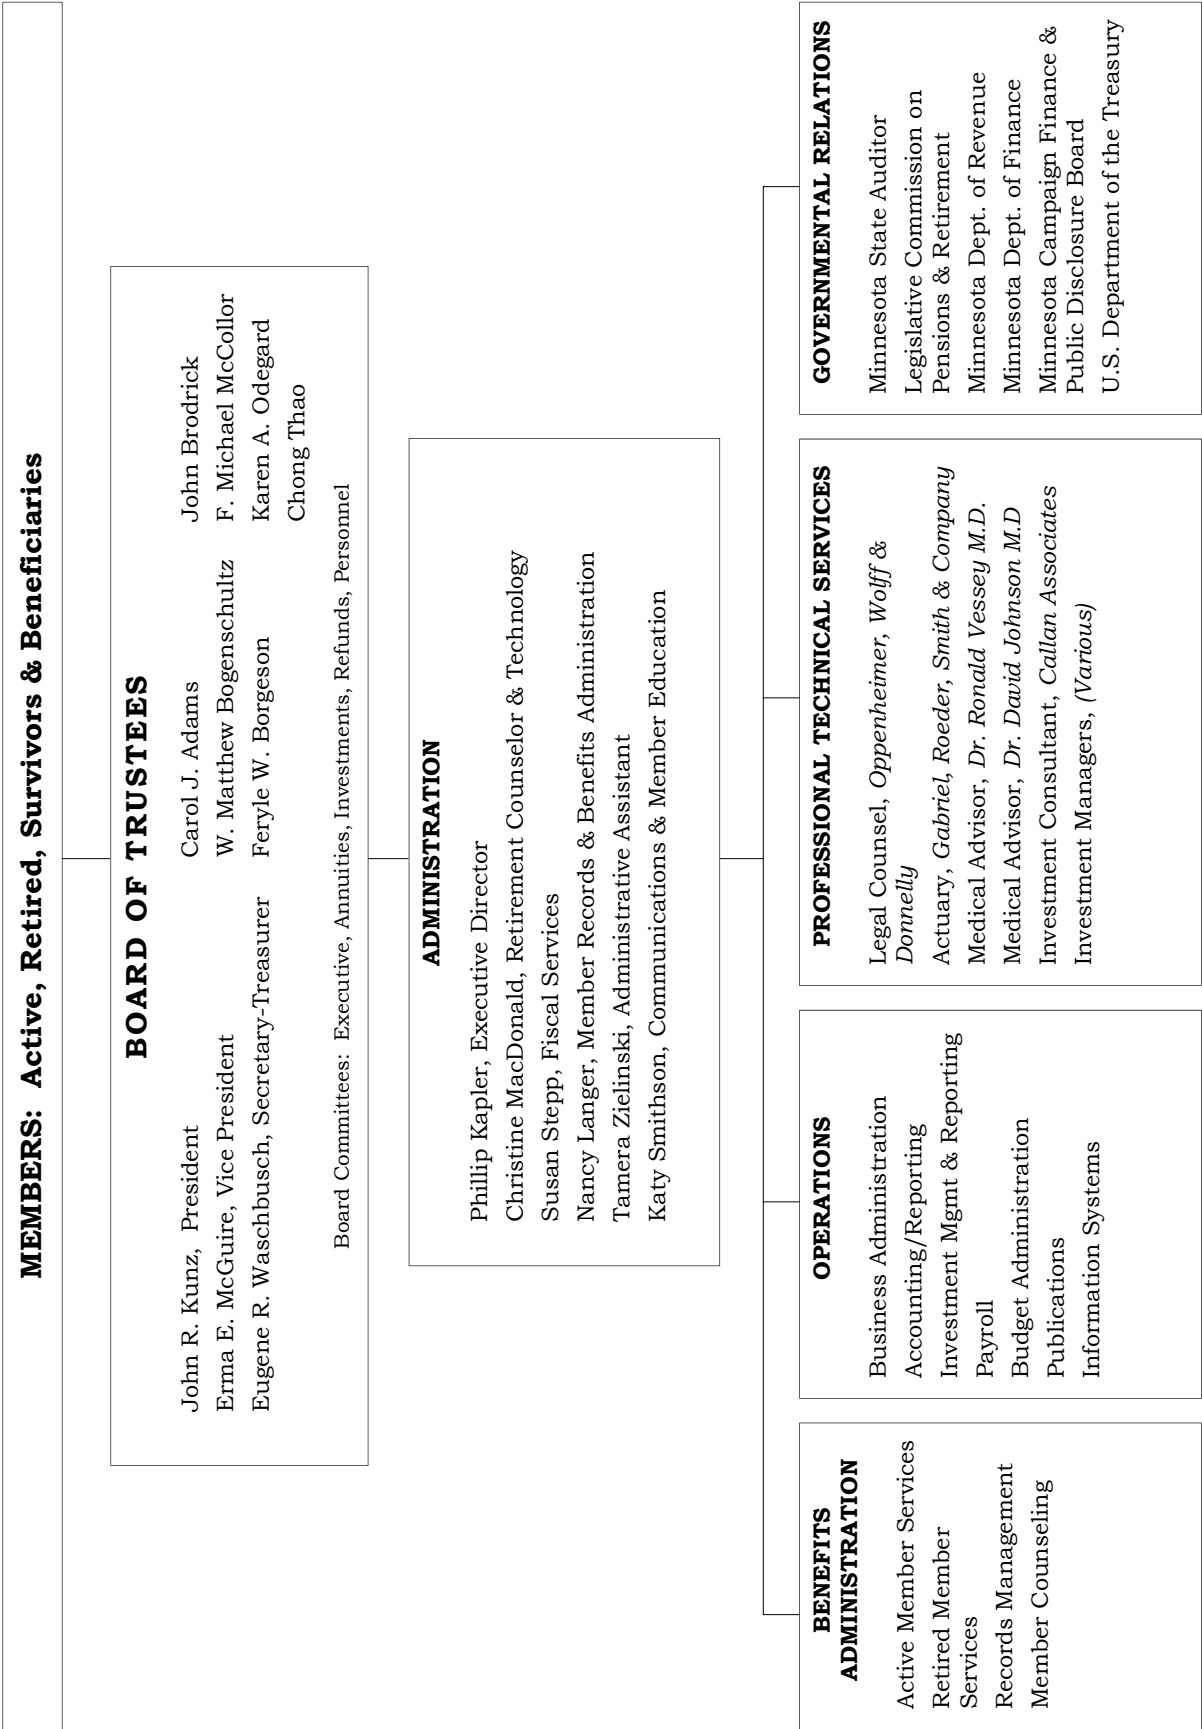 MEMBERS: Active, Retired, Survivors & Beneficiaries
BOARD OF TRUSTEES
John R. Kunz, President
Erma E. McGuire, Vice President
Eugene R. Waschbusch, Secretary-Treasurer
Carol J. Adams
W. Matthew Bogenschultz
Feryle W. Borgeson
John Brodrick
F. Michael McCollor
Karen A. Odegard
Chong Thao
Board Committees: Executive, Annuities, Investments, Refunds, Personnel
ADMINISTRATION
Phillip Kapler, Executive Director
Christine MacDonald, Retirement Counselor & Technology
Susan Stepp, Fiscal Services
Nancy Langer, Member Records & Benefits Administration
Tamera Zielinski, Administrative Assistant
Katy Smithson, Communications & Member Education
BENEFITS
ADMINISTRATION
Active Member Services
Retired Member
Services
Records Management
Member Counseling
OPERATIONS
Business Administration
Accounting/Reporting
Investment Mgmt & Reporting
Payroll
Budget Administration
Publications
Information Systems
PROFESSIONAL TECHNICAL SERVICES
Legal Counsel, Oppenheimer, Wolff &
Donnelly
Actuary, Gabriel, Roeder, Smith & Company
Medical Advisor, Dr. Ronald Vessey M.D.
Medical Advisor, Dr. David Johnson M.D
Investment Consultant, Callan Associates
Investment Managers, (Various)
GOVERNMENTAL RELATIONS
Minnesota State Auditor
Legislative Commission on
Pensions & Retirement
Minnesota Dept. of Revenue
Minnesota Dept. of Finance
Minnesota Campaign Finance &
Public Disclosure Board
U.S. Department of the Treasury